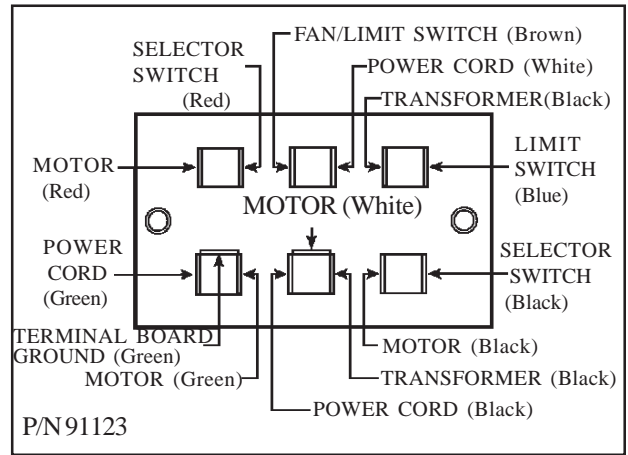 FAN/LIMIT SWITCH (Brown)
SELECTOR
SWITCH
(Red)
POWER CORD (White)
TRANSFORMER(Black)
MOTOR
(Red)
LIMIT
SWITCH
(Blue)
MOTOR (White)
POWER
CORD
(Green)
SELECTOR
SWITCH
(Black)
TERMINAL BOARD
GROUND (Green)
MOTOR (Green)
MOTOR (Black)
TRANSFORMER (Black)
POWER CORD (Black)
P/N 91123